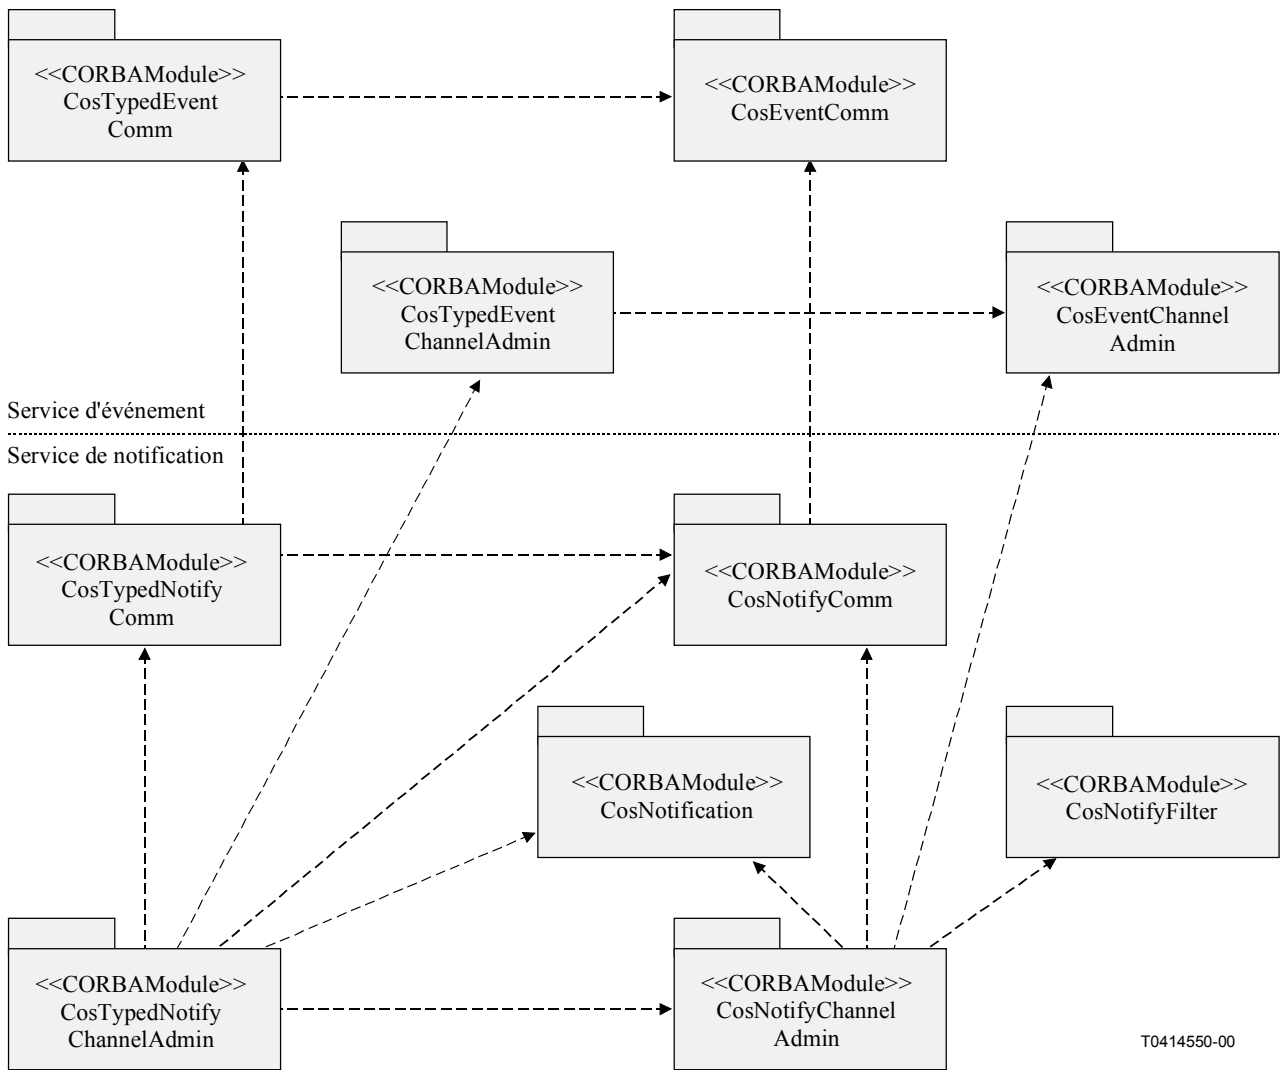 <<CORBAModule>>
CosTypedEvent
Comm
<<CORBAModule>>
CosEventComm
<<CORBAModule>>
CosTypedEvent
ChannelAdmin
<<CORBAModule>>
CosEventChannel
Admin
Service d'événement
Service de notification
<<CORBAModule>>
CosTypedNotify
Comm
<<CORBAModule>>
CosNotifyComm
<<CORBAModule>>
CosNotification
<<CORBAModule>>
CosNotifyFilter
<<CORBAModule>>
CosTypedNotify
ChannelAdmin
<<CORBAModule>>
CosNotifyChannel
Admin
T0414550-00